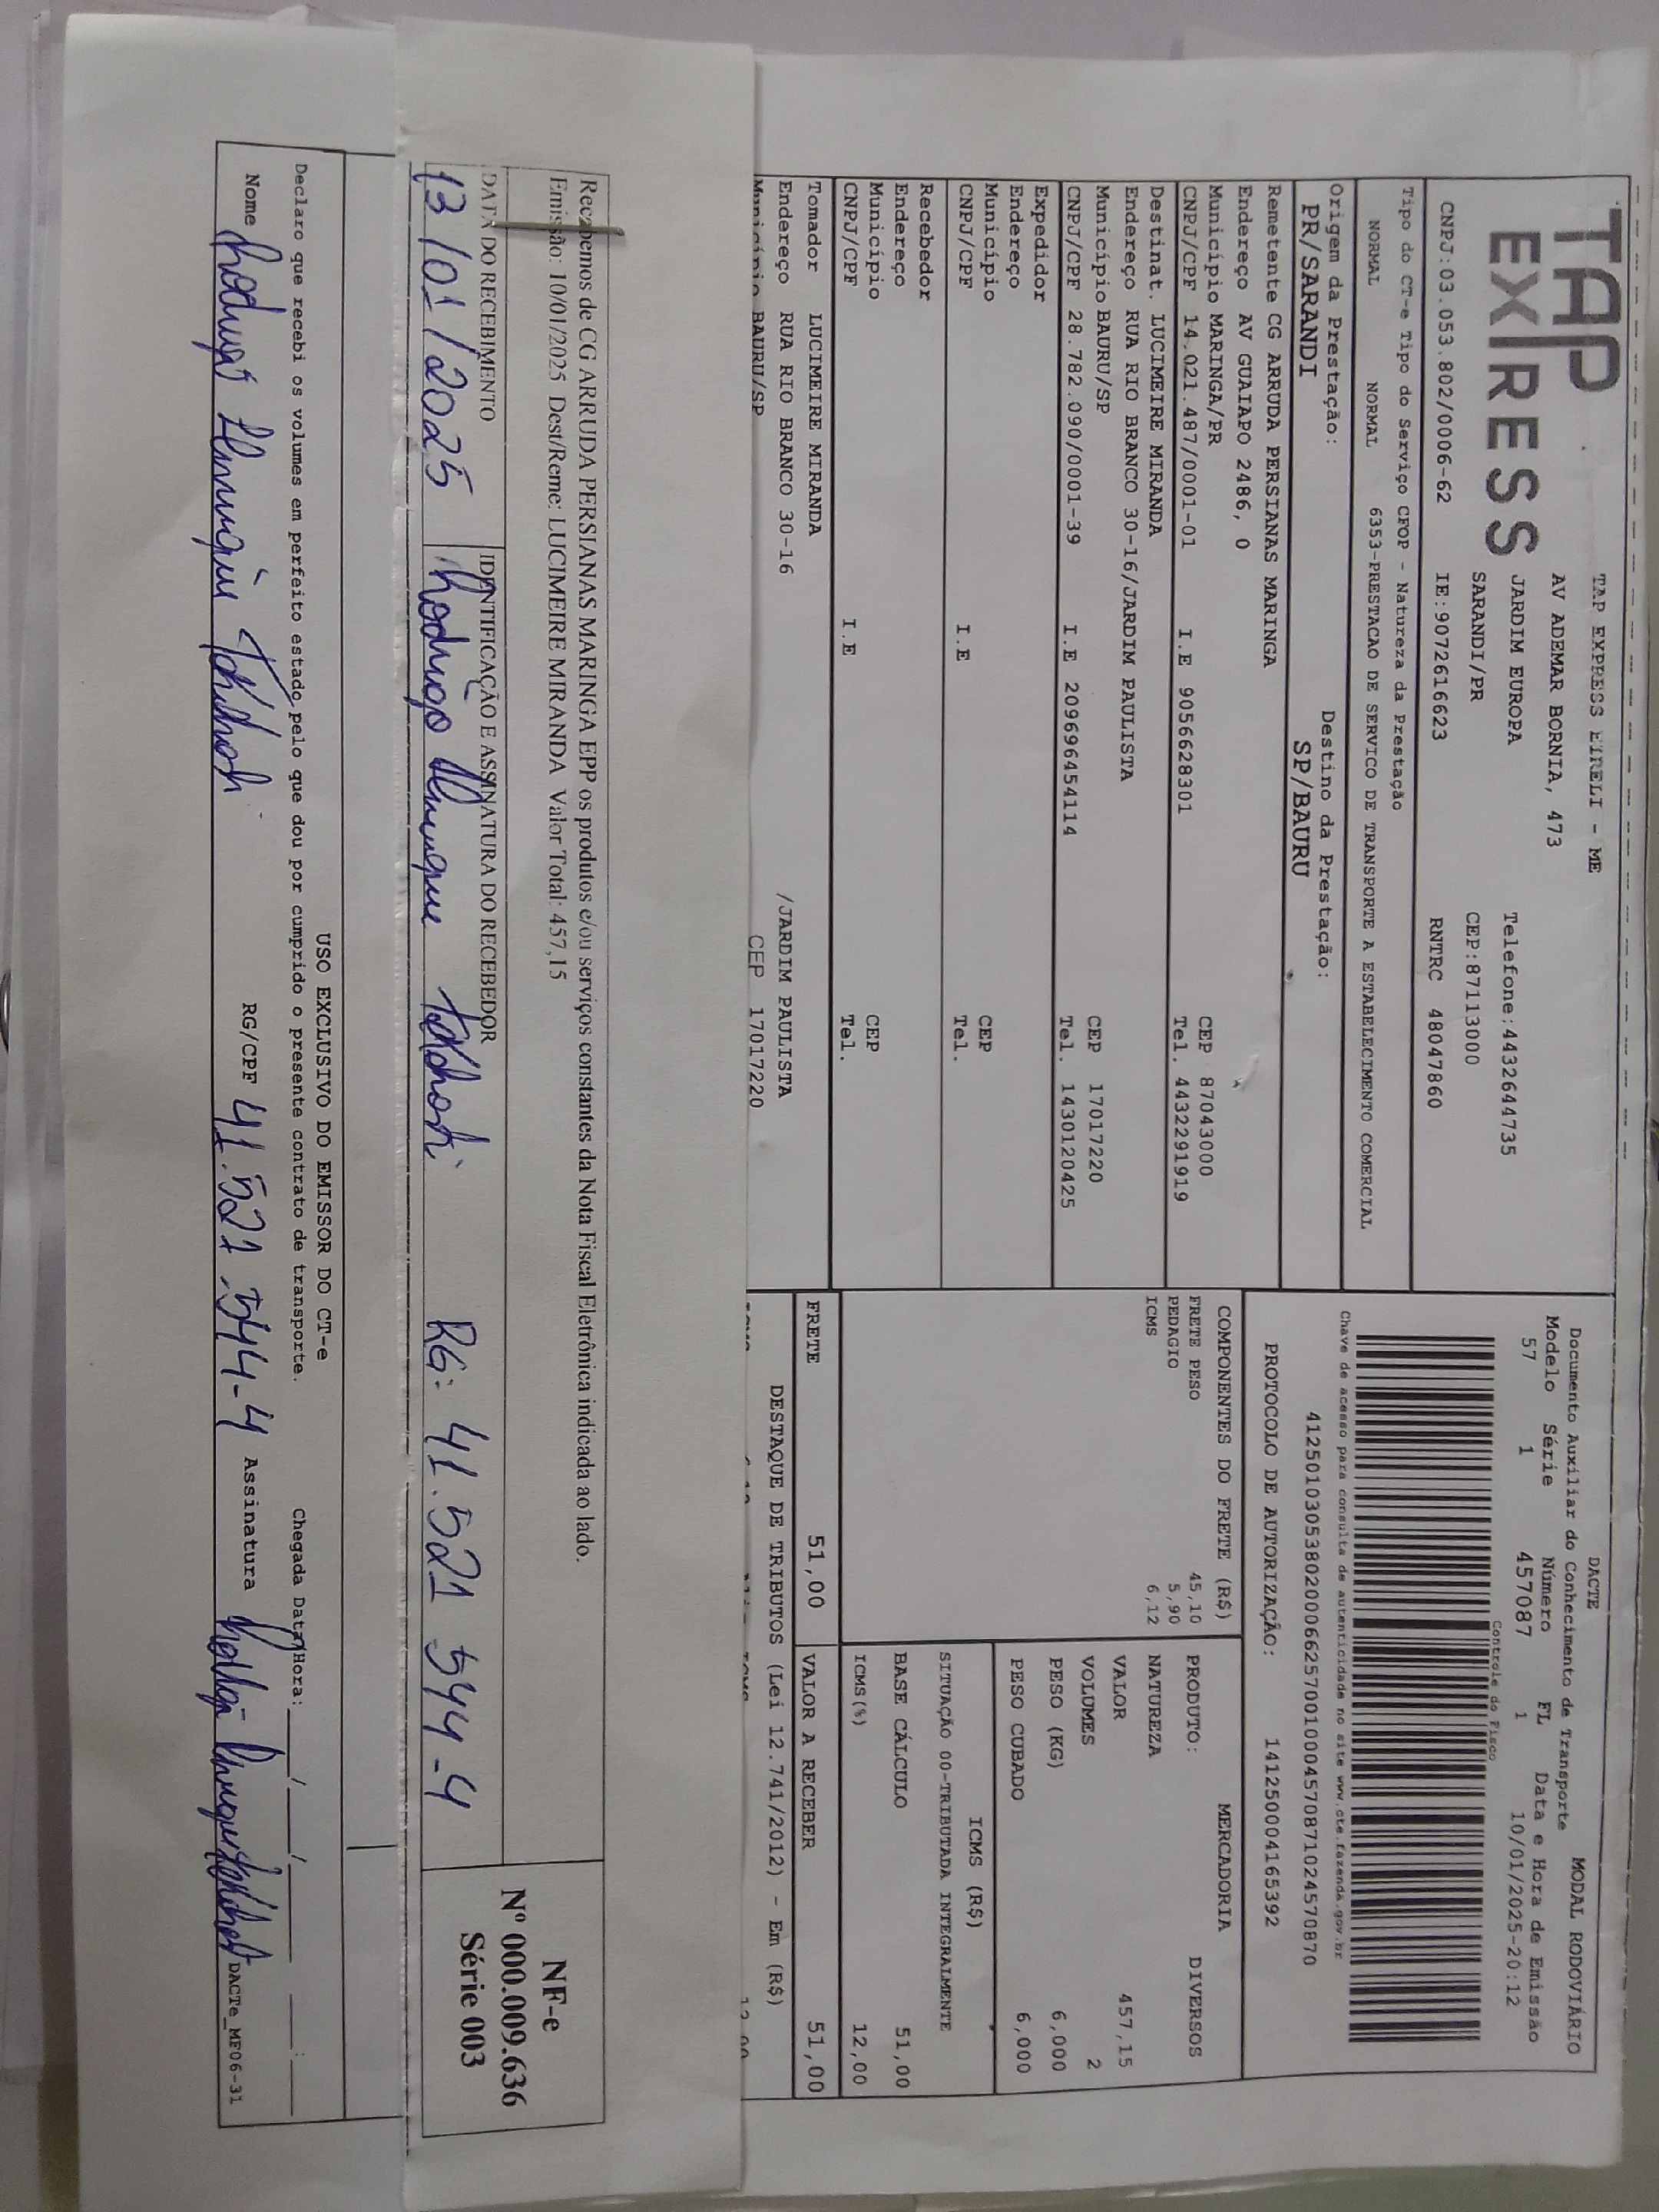 TAP
EXPRESS
TAP EXPRESS EIRELI - ME
AV ADEMAR BORNIA, 473
JARDIM EUROPA Telefone:4432644735
SARANDI/PR CEP:87113000
CNPJ:03.053.802/0006-62 IE:9072616623 RNTRC 48047860
Tipo do CT-e Tipo do Serviço CFOP - Natureza da Prestação
NORMAL NORMAL 6353-PRESTACAO DE SERVICO DE TRANSPORTE A ESTABELECIMENTO COMERCIAL
Origem da Prestação: Destino da Prestação:
PR/SARANDI SP/BAURU
Remetente CG ARRUDA PERSIANAS MARINGA
Endereço AV GUAIAPO 2486, 0
Município MARINGA/PR CEP 87043000
CNPJ/CPF 14.021.487/0001-01 I.E 9056628301 Tel. 443229191９
Destinat. LUCIMEIRE MIRANDA
Endereço RUA RIO BRANCO 30-16/JARDIM PAULISTA
Município BAURU/SP CEP 17017220
CNPJ/CPF 28.782.090/0001-39 I.E 209696454114 Tel. 1430120425
Expedidor
Endereço
Município CEP
CNPJ/CPF I.E Tel.
Recebedor
Endereço
Município CEP
CNPJ/CPF I.E Tel.
Tomador LUCIMEIRE MIRANDA
Endereço RUA RIO BRANCO 30-16 /JARDIM PAULISTA
Município BAURU/SP CEP 17017220
DACTE MODAL RODOVIÁRIO
Documento Auxiliar do Conhecimento de Transporte
Modelo Série Número FL Data e Hora de Emissão
57 1 457087 1 10/01/2025-20:12
Controle do Fisco
Chave de acesso para consulta de autenticidade no site www.cte.fazenda.gov.br
41250103053802000662570010004570871024570870
PROTOCOLO DE AUTORIZAÇÃO: 141250004165392
COMPONENTES DO FRETE (R$)
FRETE PESO 45,10
PEDAGIO 5,90
ICMS 6,12
MERCADORIA
PRODUTO: DIVERSOS
NATUREZA
VALOR 457,15
VOLUMES 2
PESO (KG) 6,000
PESO CUBADO 6,000
ICMS (R$)
SITUAÇÃO 00-TRIBUTADA INTEGRALMENTE
BASE CÁLCULO 51,00
ICMS(%) 12,00
FRETE 51,00 VALOR A RECEBER 51,00
DESTAQUE DE TRIBUTOS (Lei 12.741/2012) - Em (R$)
Recebemos de CG ARRUDA PERSIANAS MARINGA EPP os produtos e/ou serviços constantes da Nota Fiscal Eletrônica indicada ao lado.
Emissão: 10/01/2025 Dest/Reme: LUCIMEIRE MIRANDA Valor Total: 457,15
DATA DO RECEBIMENTO IDENTIFICAÇÃO E ASSINATURA DO RECEBEDOR
13/01/2025 Rodrigo Henrique RG: 41.521 544-4
NF-e
Nº 000.009.636
Série 003
USO EXCLUSIVO DO EMISSOR DO CT-e
Declaro que recebi os volumes em perfeito estado pelo que dou por cumprido o presente contrato de transporte. Chegada Data/Hora: ___/___/_____ ___:___
Nome Rodrigo Henrique RG/CPF 41.521.544-4 Assinatura Rodrigo Henrique DACTe_MF06-31